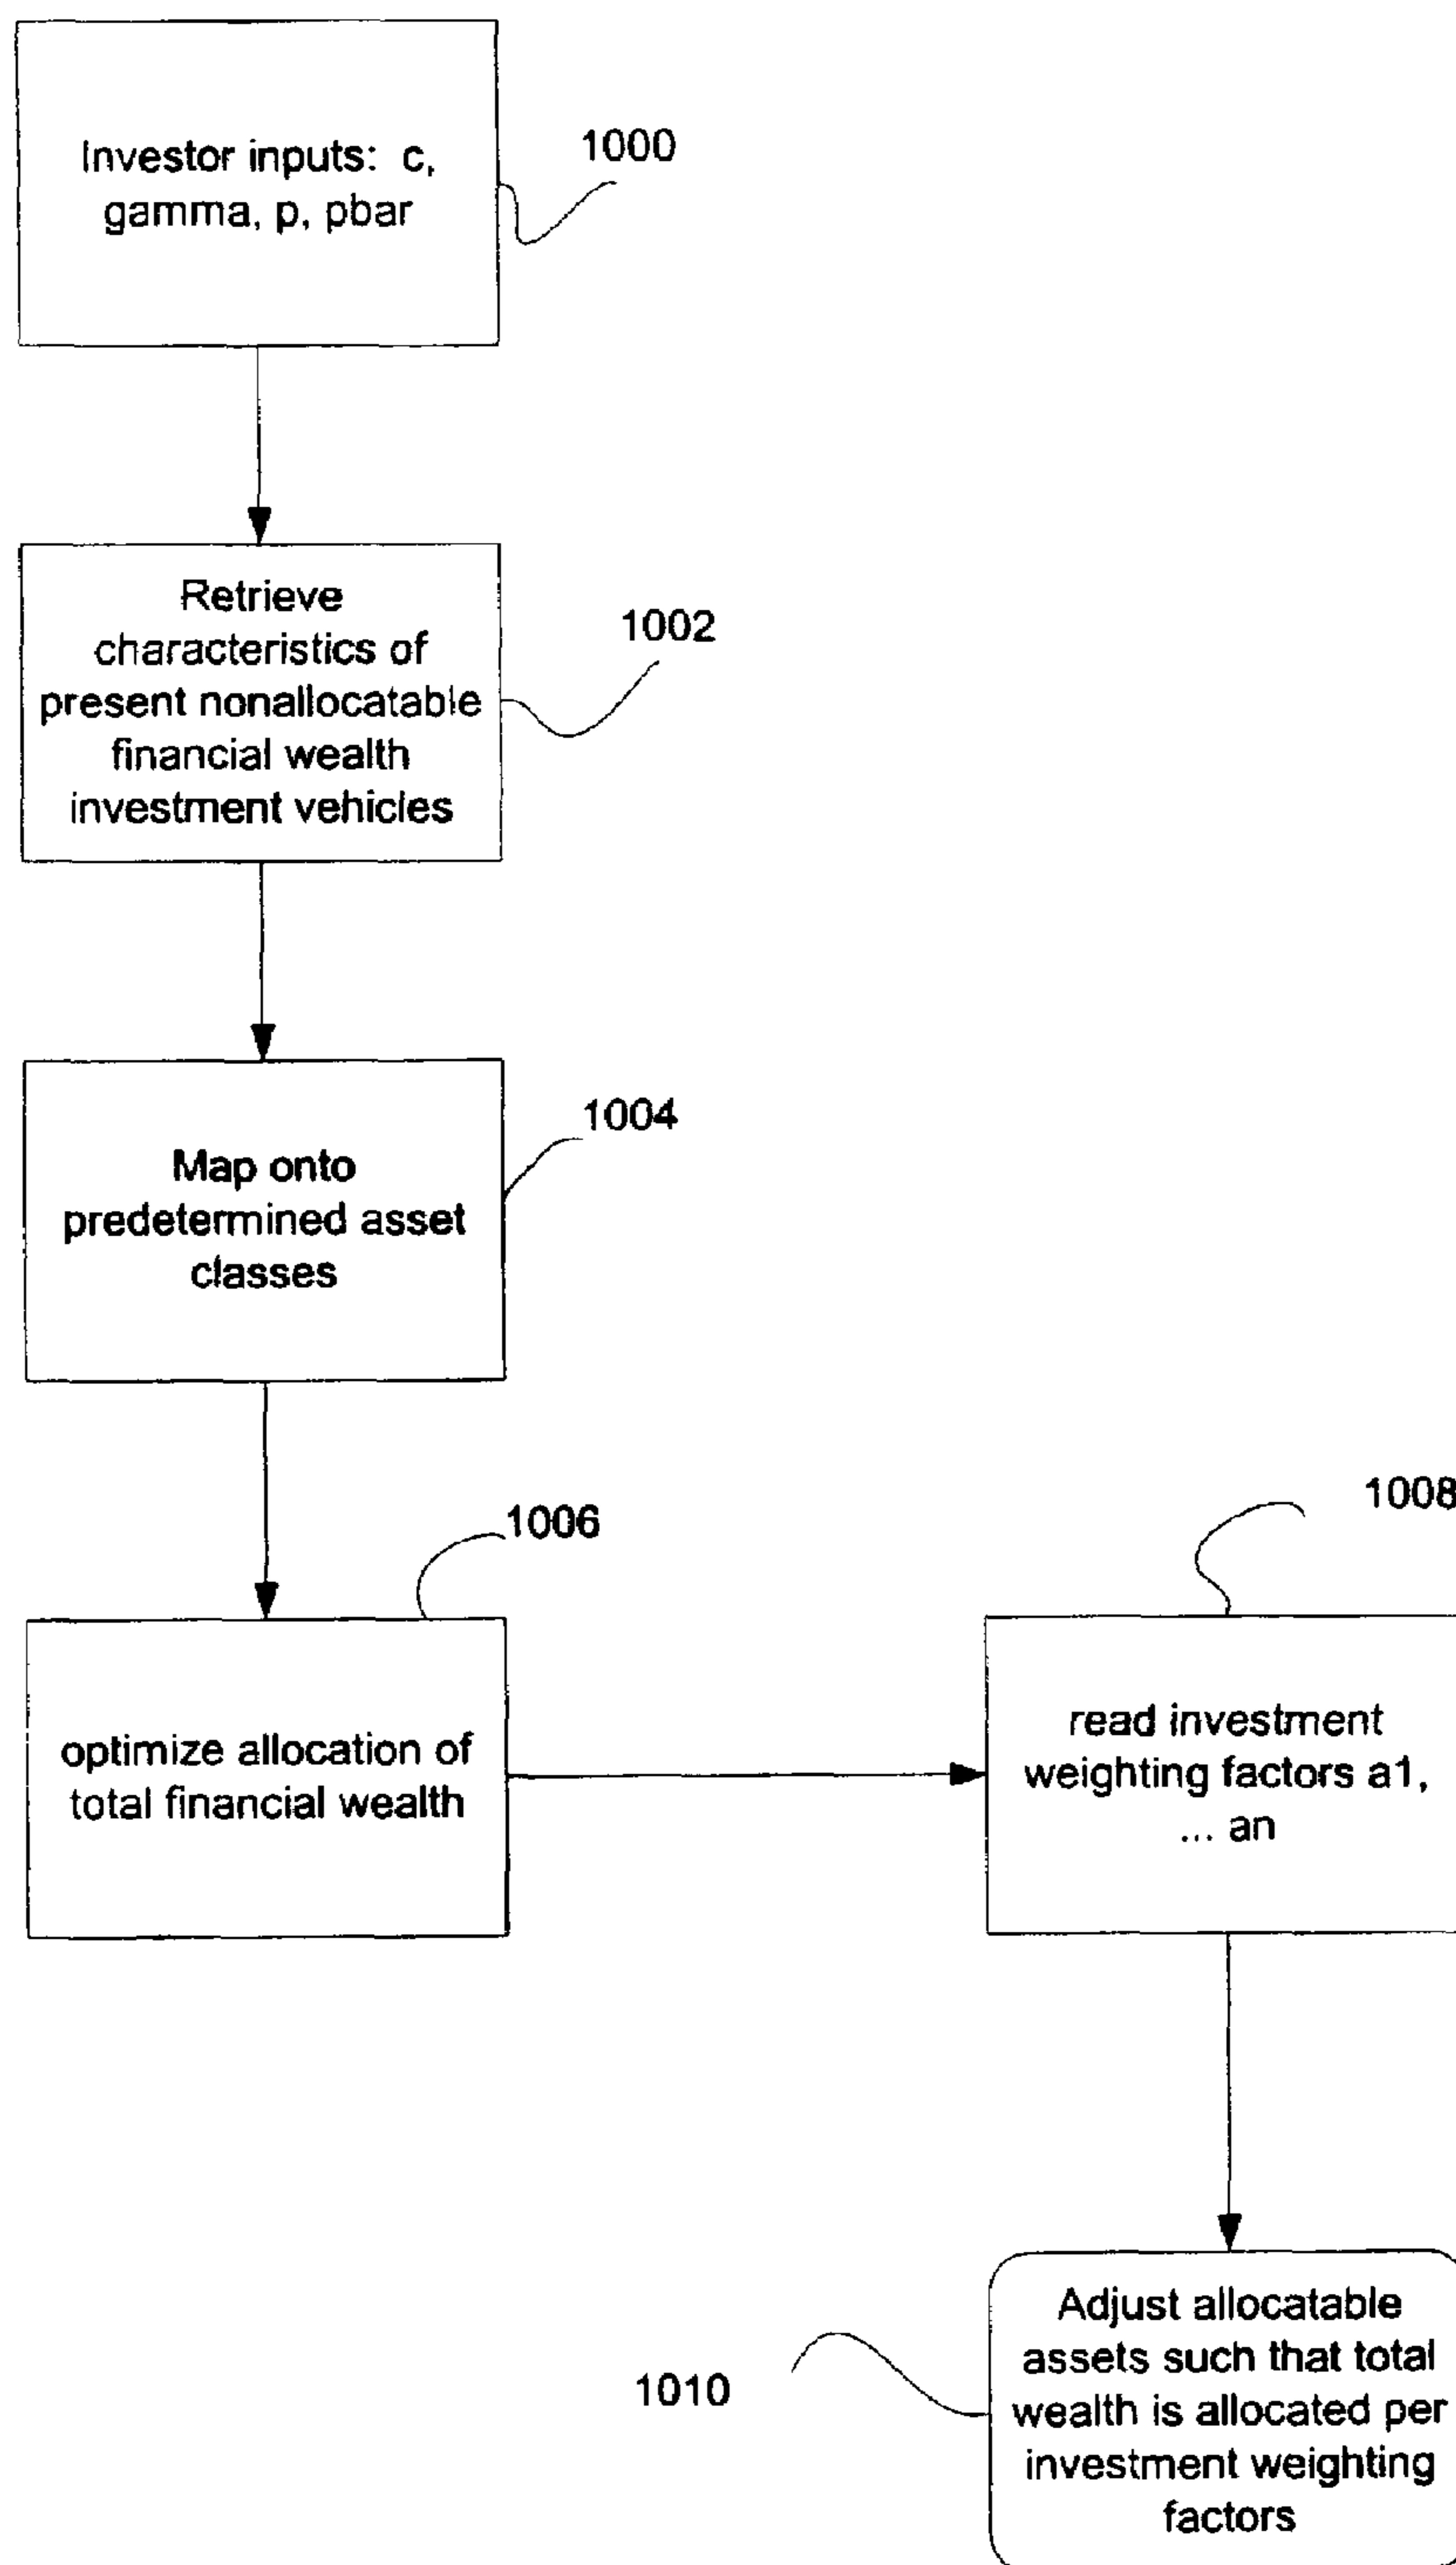 Investor inputs: c,
gamma, p, pbar
1000
Retrieve
characteristics of
present nonallocatable
financial wealth
investment vehicles
1002
Map onto
predetermined asset
classes
1004
optimize allocation of
total financial wealth
1006
read investment
weighting factors a1,
... an
1008
Adjust allocatable
assets such that total
wealth is allocated per
investment weighting
factors
1010